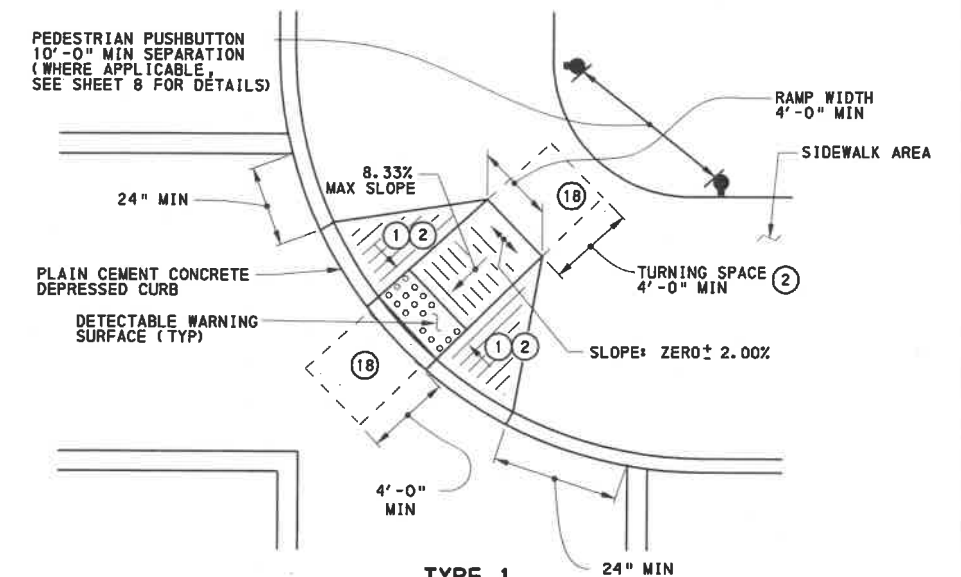 PEDESTRIAN PUSHBUTTON
10'-0" MIN SEPARATION
(WHERE APPLICABLE,
SEE SHEET 8 FOR DETAILS)
RAMP WIDTH
4'-0" MIN
SIDEWALK AREA
8.33%
MAX SLOPE
18
24" MIN
1 2
PLAIN CEMENT CONCRETE
DEPRESSED CURB
TURNING SPACE 2
4'-0" MIN
DETECTABLE WARNING
SURFACE (TYP)
1 2
SLOPE: ZERO± 2.00%
18
4'-0"
MIN
24" MIN
TYPE 1